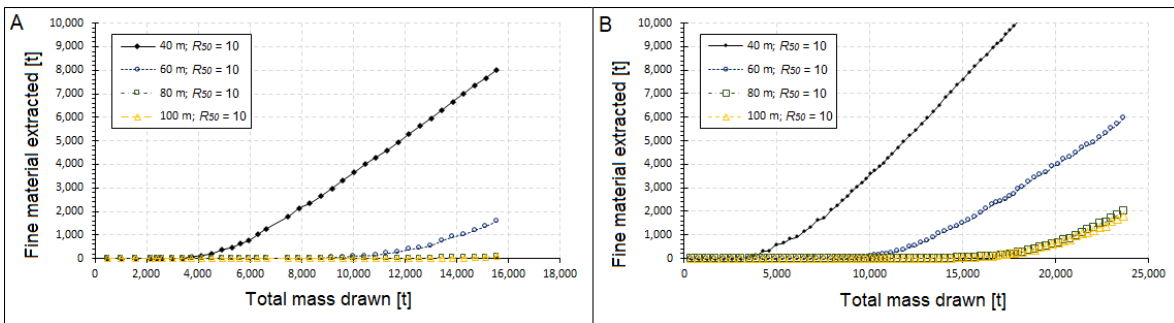 A
Fine material extracted [t]
10,000
9,000
8,000
7,000
6,000
5,000
4,000
3,000
2,000
1,000
0
40 m; R50 = 10
60 m; R50 = 10
80 m; R50 = 10
100 m; R50 = 10
0 2,000 4,000 6,000 8,000 10,000 12,000 14,000 16,000 18,000
Total mass drawn [t]
B
Fine material extracted [t]
10,000
9,000
8,000
7,000
6,000
5,000
4,000
3,000
2,000
1,000
0
40 m; R50 = 10
60 m; R50 = 10
80 m; R50 = 10
100 m; R50 = 10
0 5,000 10,000 15,000 20,000 25,000
Total mass drawn [t]